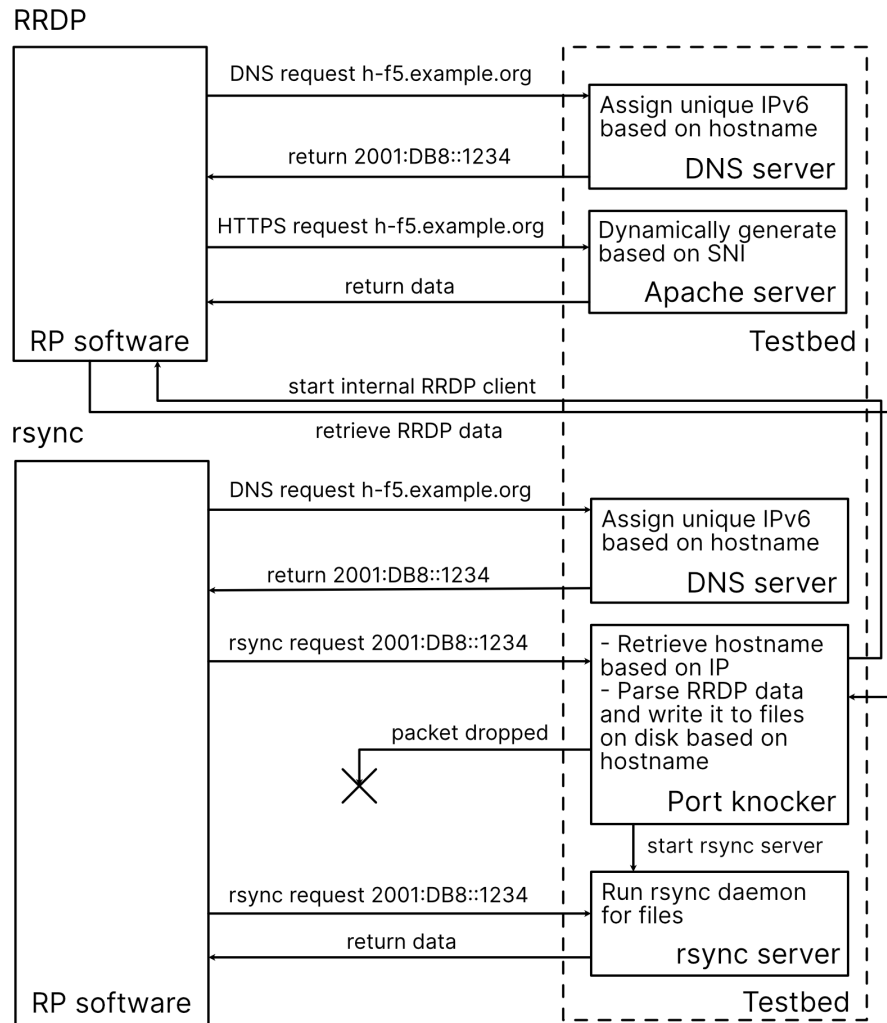 RRDP
DNS request h-f5.example.org
Assign unique IPv6
based on hostname
DNS server
return 2001:DB8::1234
HTTPS request h-f5.example.org
Dynamically generate
based on SNI
Apache server
return data
RP software
Testbed
start internal RRDP client
retrieve RRDP data
rsync
DNS request h-f5.example.org
Assign unique IPv6
based on hostname
DNS server
return 2001:DB8::1234
rsync request 2001:DB8::1234
- Retrieve hostname
based on IP
- Parse RRDP data
and write it to files
on disk based on
hostname
Port knocker
packet dropped
start rsync server
rsync request 2001:DB8::1234
Run rsync daemon
for files
rsync server
return data
RP software
Testbed